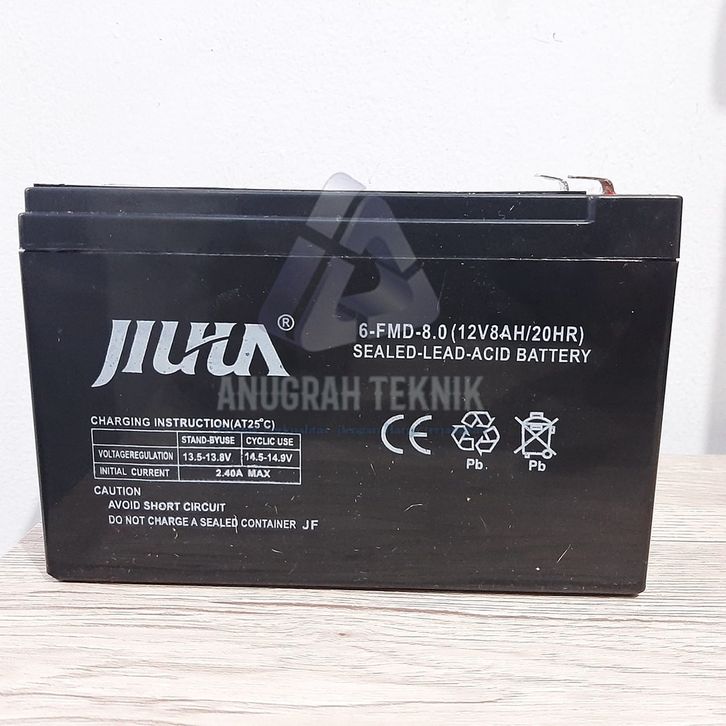 JIUHA®
6-FMD-8.0(12V8AH/20HR)
SEALED-LEAD-ACID BATTERY
ANUGRAH TEKNIK
CHARGING INSTRUCTION(AT25°C)
STAND-BYUSE CYCLIC USE
VOLTAGEREGULATION 13.5-13.8V 14.5-14.9V
INITIAL CURRENT 2.40A MAX
CE
Pb Pb
CAUTION
AVOID SHORT CIRCUIT
DO NOT CHARGE A SEALED CONTAINER JF